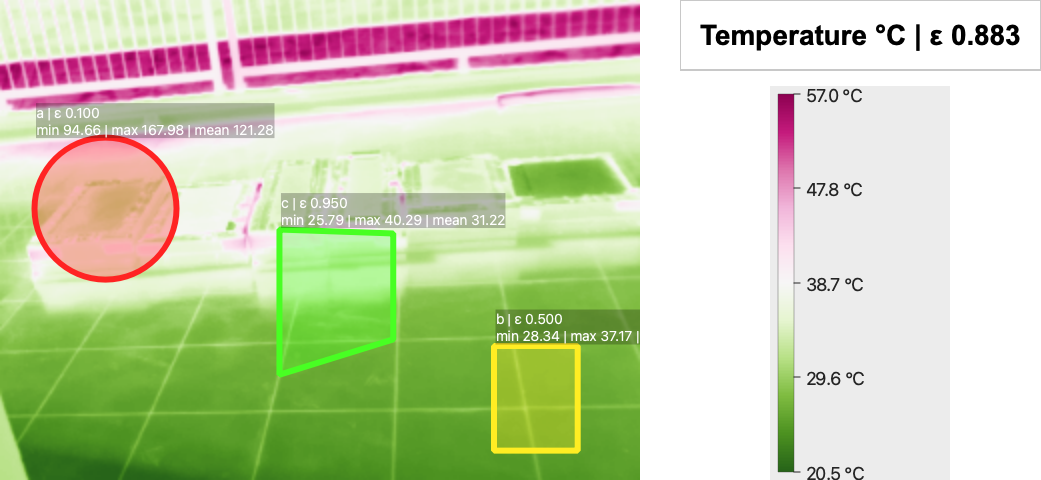 Temperature °C | ε 0.883
57.0 °C
47.8 °C
38.7 °C
29.6 °C
20.5 °C
a | ε 0.100
min 94.66 | max 167.98 | mean 121.28
c | ε 0.950
min 25.79 | max 40.29 | mean 31.22
b | ε 0.500
min 28.34 | max 37.17 |